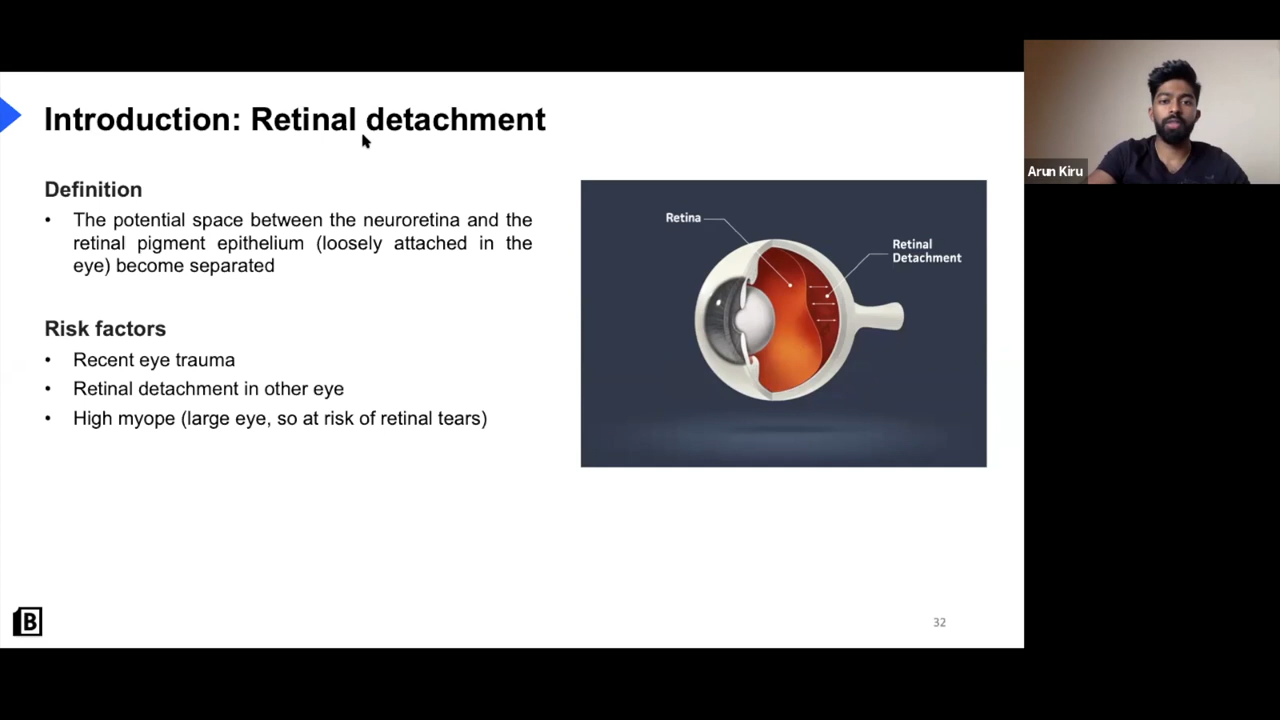 Introduction: Retinal detachment
Definition
• The potential space between the neuroretina and the
retinal pigment epithelium (loosely attached in the
eye) become separated
Risk factors
• Recent eye trauma
• Retinal detachment in other eye
• High myope (large eye, so at risk of retinal tears)
Retina
Retinal
Detachment
B
32
Arun Kiru